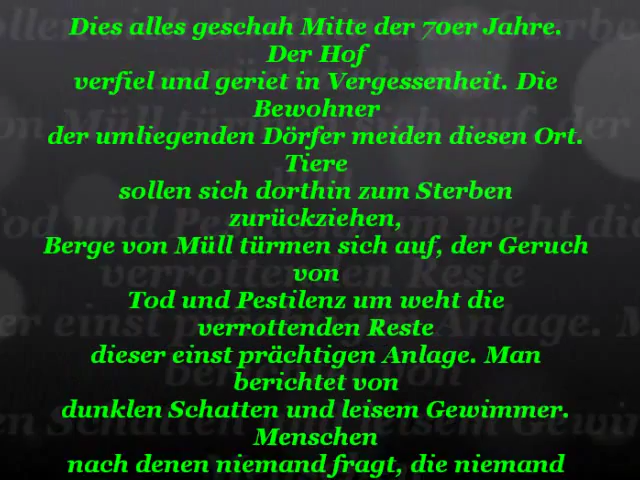 Dies alles geschah Mitte der 70er Jahre.
Der Hof
verfiel und geriet in Vergessenheit. Die
Bewohner
der umliegenden Dörfer meiden diesen Ort.
Tiere
sollen sich dorthin zum Sterben
zurückziehen,
Berge von Müll türmen sich auf, der Geruch
von
Tod und Pestilenz um weht die
verrottenden Reste
dieser einst prächtigen Anlage. Man
berichtet von
dunklen Schatten und leisem Gewimmer.
Menschen
nach denen niemand fragt, die niemand